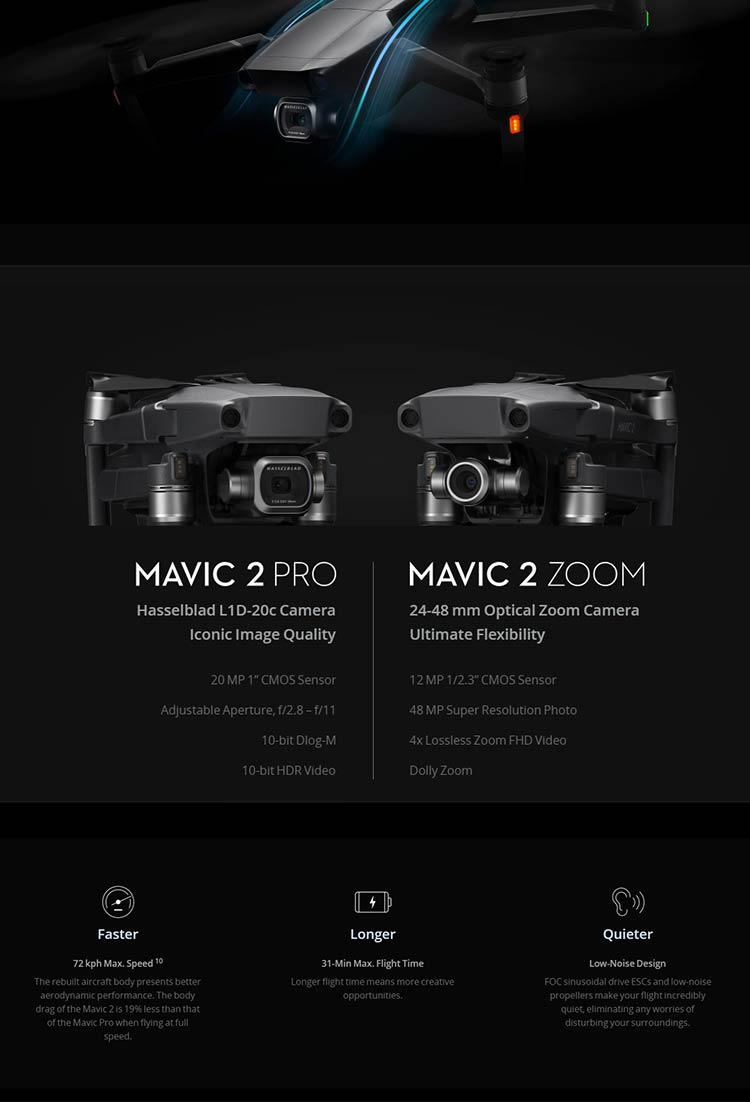 HASSELBLAD
HASSELBLAD
MAVIC 2
MAVIC 2 PRO
Hasselblad L1D-20c Camera
Iconic Image Quality
20 MP 1” CMOS Sensor
Adjustable Aperture, f/2.8 – f/11
10-bit Dlog-M
10-bit HDR Video
MAVIC 2 ZOOM
24-48 mm Optical Zoom Camera
Ultimate Flexibility
12 MP 1/2.3” CMOS Sensor
48 MP Super Resolution Photo
4x Lossless Zoom FHD Video
Dolly Zoom
Faster
72 kph Max. Speed 10
The rebuilt aircraft body presents better
aerodynamic performance. The body
drag of the Mavic 2 is 19% less than that
of the Mavic Pro when flying at full
speed.
Longer
31-Min Max. Flight Time
Longer flight time means more creative
opportunities.
Quieter
Low-Noise Design
FOC sinusoidal drive ESCs and low-noise
propellers make your flight incredibly
quiet, eliminating any worries of
disturbing your surroundings.